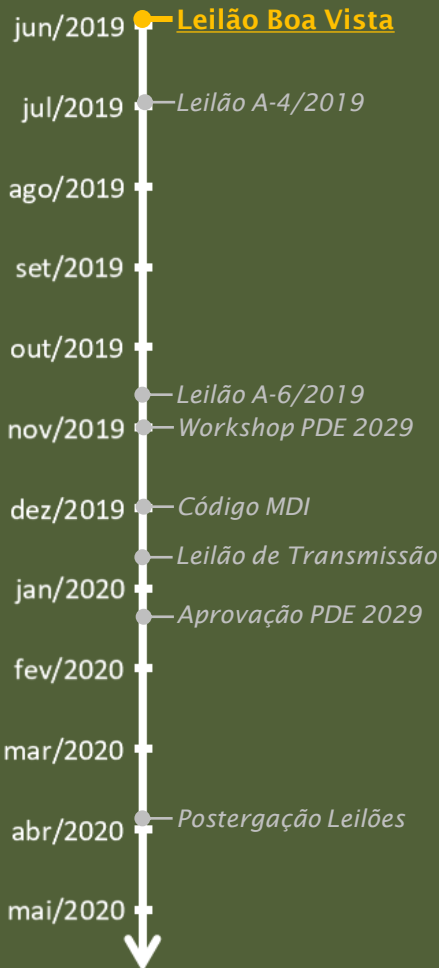 jun/2019
Leilão Boa Vista
jul/2019
Leilão A-4/2019
ago/2019
set/2019
out/2019
Leilão A-6/2019
nov/2019
Workshop PDE 2029
dez/2019
Código MDI
Leilão de Transmissão
jan/2020
Aprovação PDE 2029
fev/2020
mar/2020
Postergação Leilões
abr/2020
mai/2020